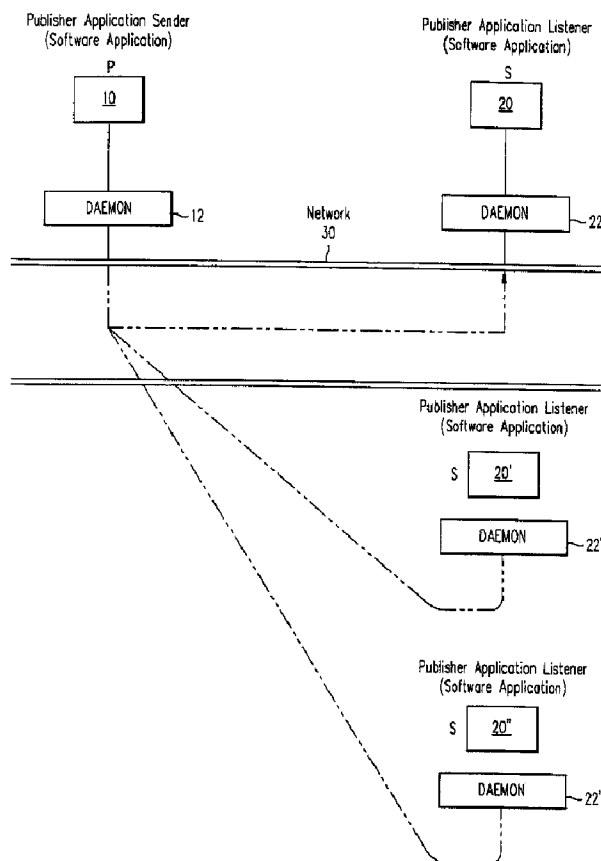 Publisher Application Sender
(Software Application)
P
10
DAEMON
12
Publisher Application Listener
(Software Application)
S
20
DAEMON
22
Network
30
Publisher Application Listener
(Software Application)
S
20'
DAEMON
22'
Publisher Application Listener
(Software Application)
S
20"
DAEMON
22'